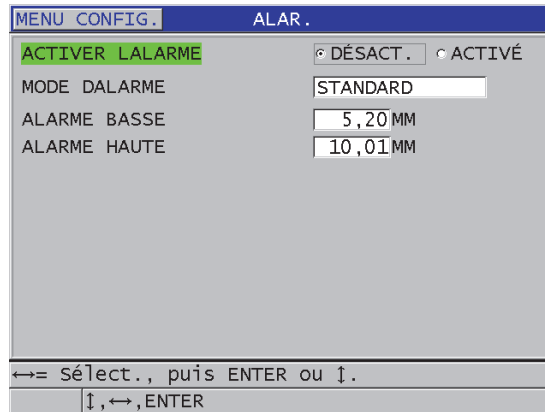 MENU CONFIG. ALAR.
ACTIVER LALARME DÉSACT. ACTIVÉ
MODE DALARME STANDARD
ALARME BASSE 5,20 MM
ALARME HAUTE 10,01 MM
↔= Sélect., puis ENTER ou ↕.
↕,↔,ENTER